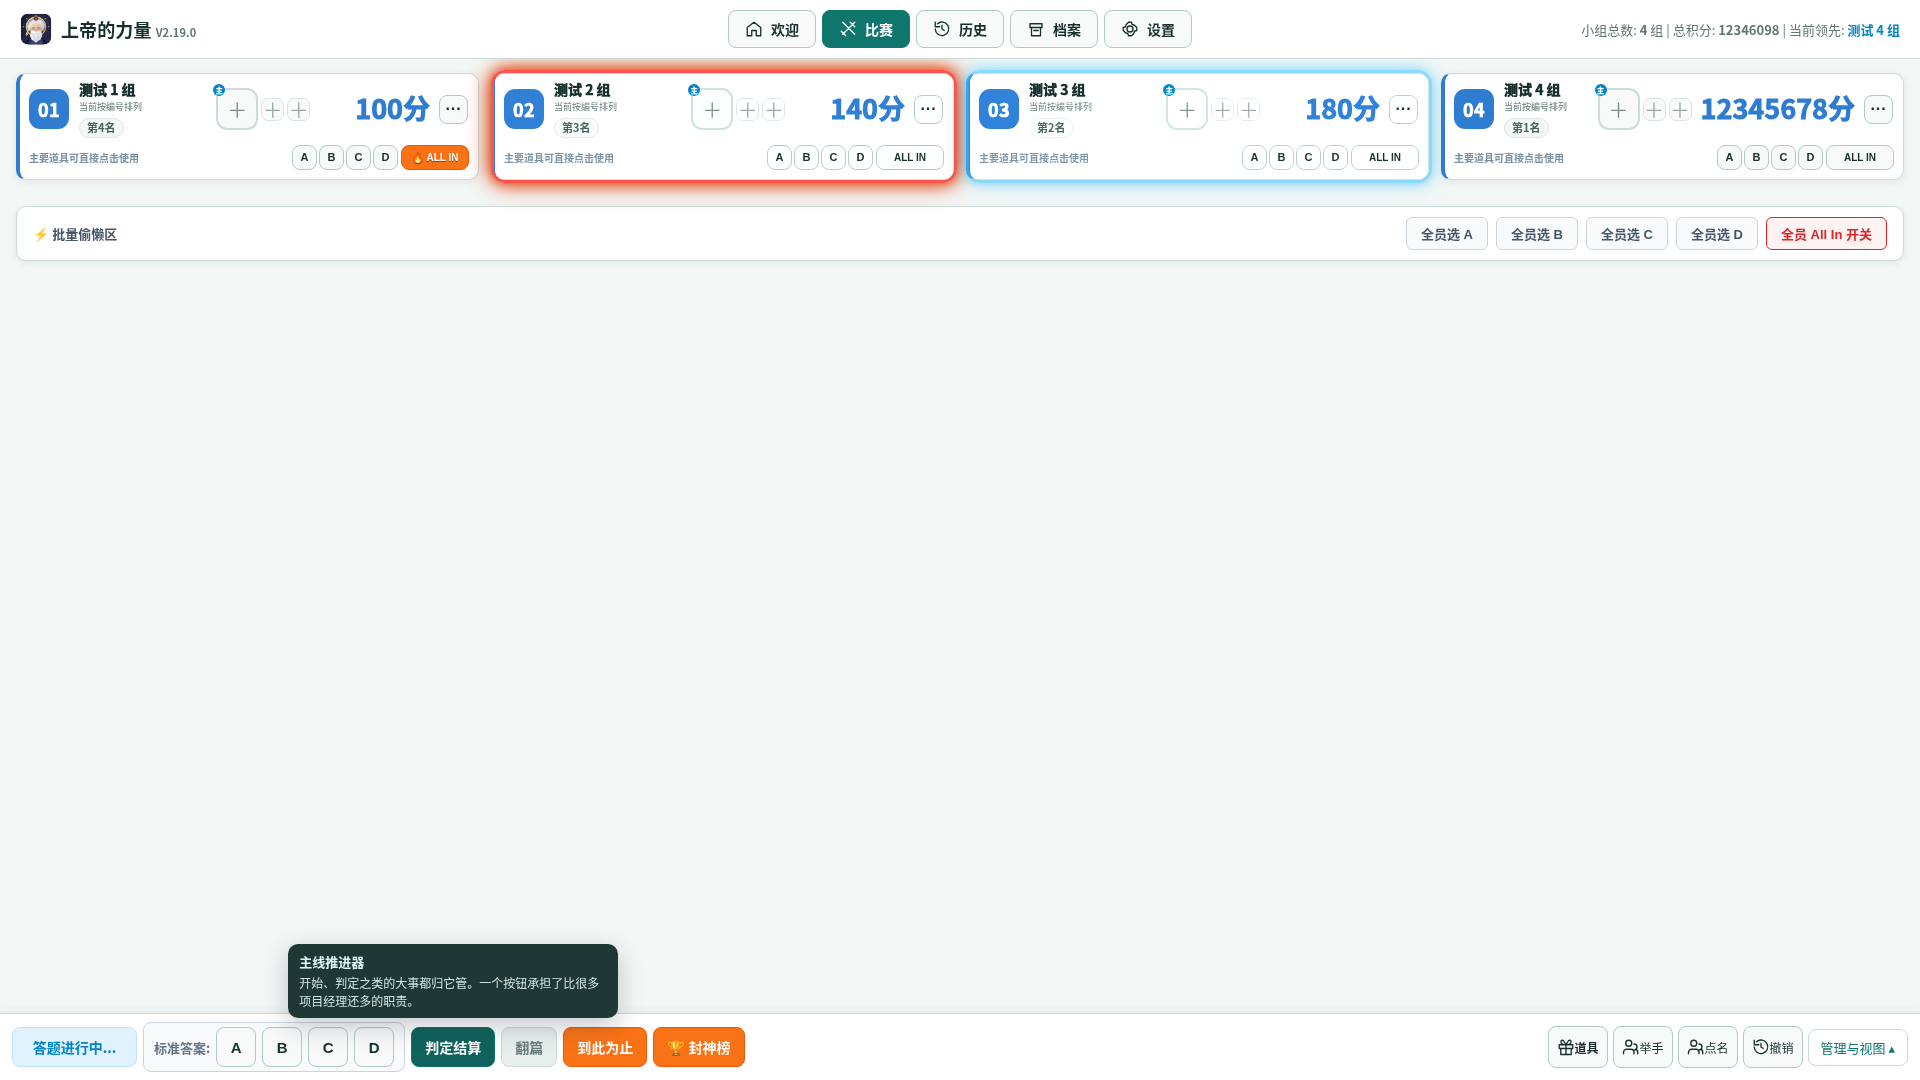 上帝的力量 V2.19.0
欢迎
比赛
历史
档案
设置
小组总数: 4 组 | 总积分: 12346098 | 当前领先: 测试 4 组
01
测试 1 组
当前按编号排列
第4名
主
100分
主要道具可直接点击使用
A B C D 🔥 ALL IN
02
测试 2 组
当前按编号排列
第3名
主
140分
主要道具可直接点击使用
A B C D ALL IN
03
测试 3 组
当前按编号排列
第2名
主
180分
主要道具可直接点击使用
A B C D ALL IN
04
测试 4 组
当前按编号排列
第1名
主
12345678分
主要道具可直接点击使用
A B C D ALL IN
⚡ 批量偷懒区
全员选 A
全员选 B
全员选 C
全员选 D
全员 All In 开关
主线推进器
开始、判定之类的大事都归它管。一个按钮承担了比很多
项目经理还多的职责。
答题进行中...
标准答案: A B C D
判定结算
翻篇
到此为止
🏆 封神榜
道具
举手
点名
撤销
管理与视图 ▴